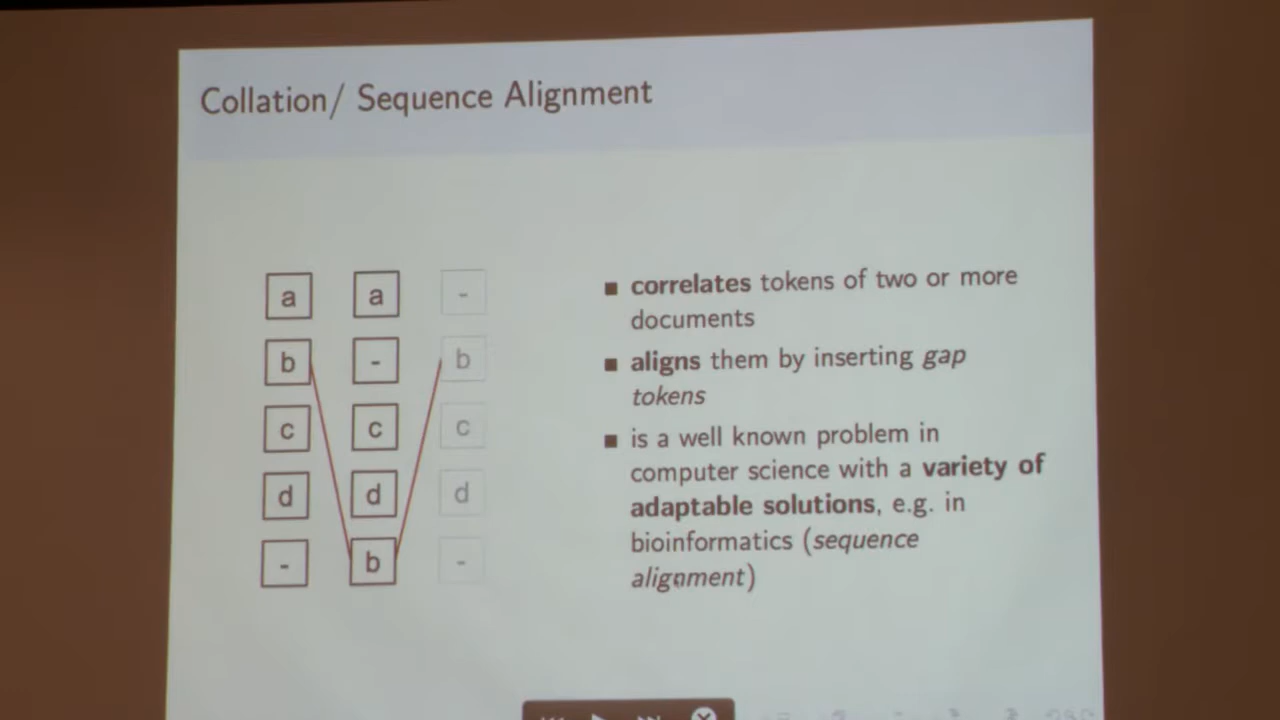 Collation/ Sequence Alignment
a a -
b - b
c c c
d d d
- b -
correlates tokens of two or more
documents
aligns them by inserting gap
tokens
is a well known problem in
computer science with a variety of
adaptable solutions, e.g. in
bioinformatics (sequence
alignment)